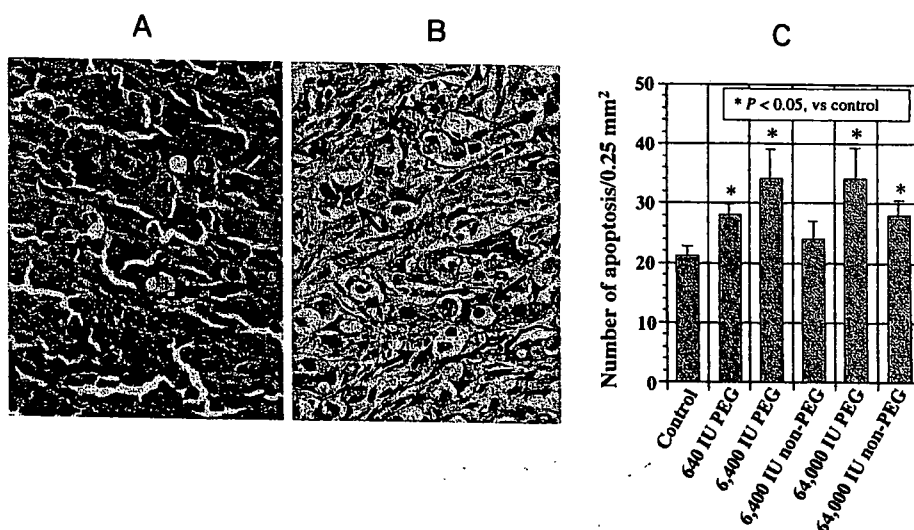 A
B
C
Number of apoptosis/0.25 mm²
50
40
30
20
10
0
* P < 0.05, vs control
*
*
*
*
Control
640 IU PEG
6,400 IU PEG
6,400 IU non-PEG
64,000 IU PEG
64,000 IU non-PEG